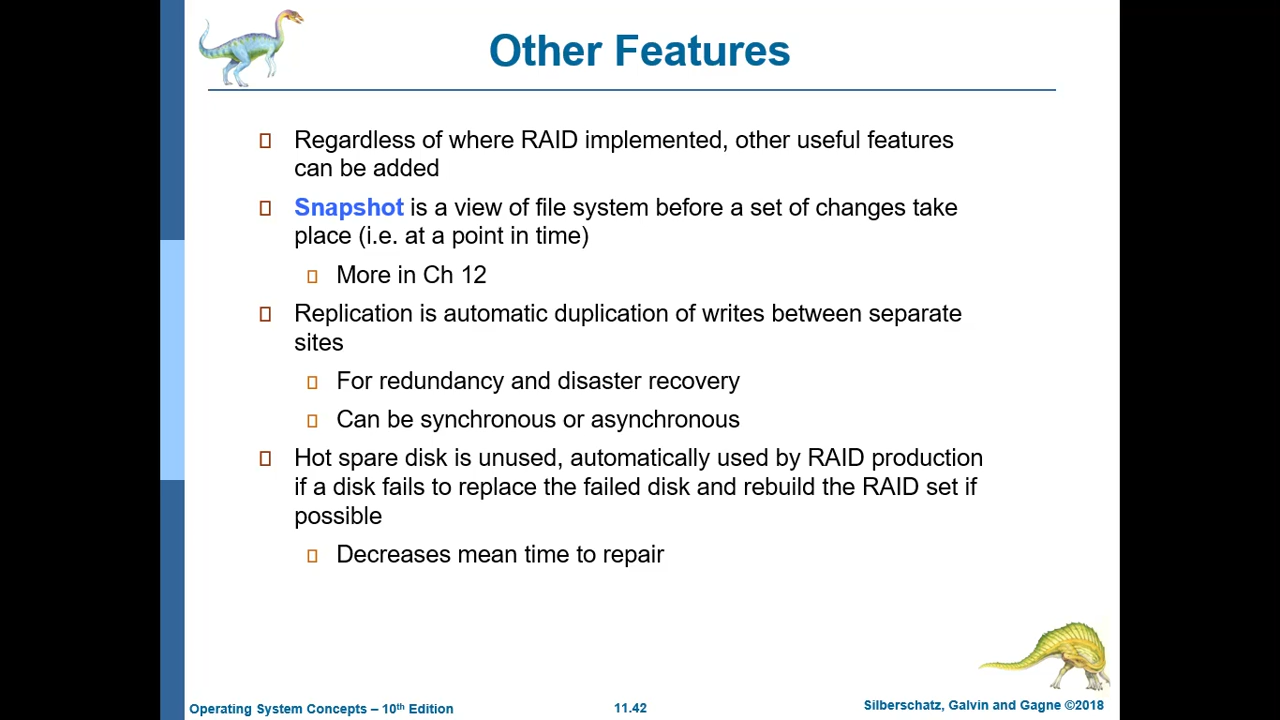 Other Features
Regardless of where RAID implemented, other useful features
can be added
Snapshot is a view of file system before a set of changes take
place (i.e. at a point in time)
More in Ch 12
Replication is automatic duplication of writes between separate
sites
For redundancy and disaster recovery
Can be synchronous or asynchronous
Hot spare disk is unused, automatically used by RAID production
if a disk fails to replace the failed disk and rebuild the RAID set if
possible
Decreases mean time to repair
Operating System Concepts – 10th Edition
11.42
Silberschatz, Galvin and Gagne ©2018